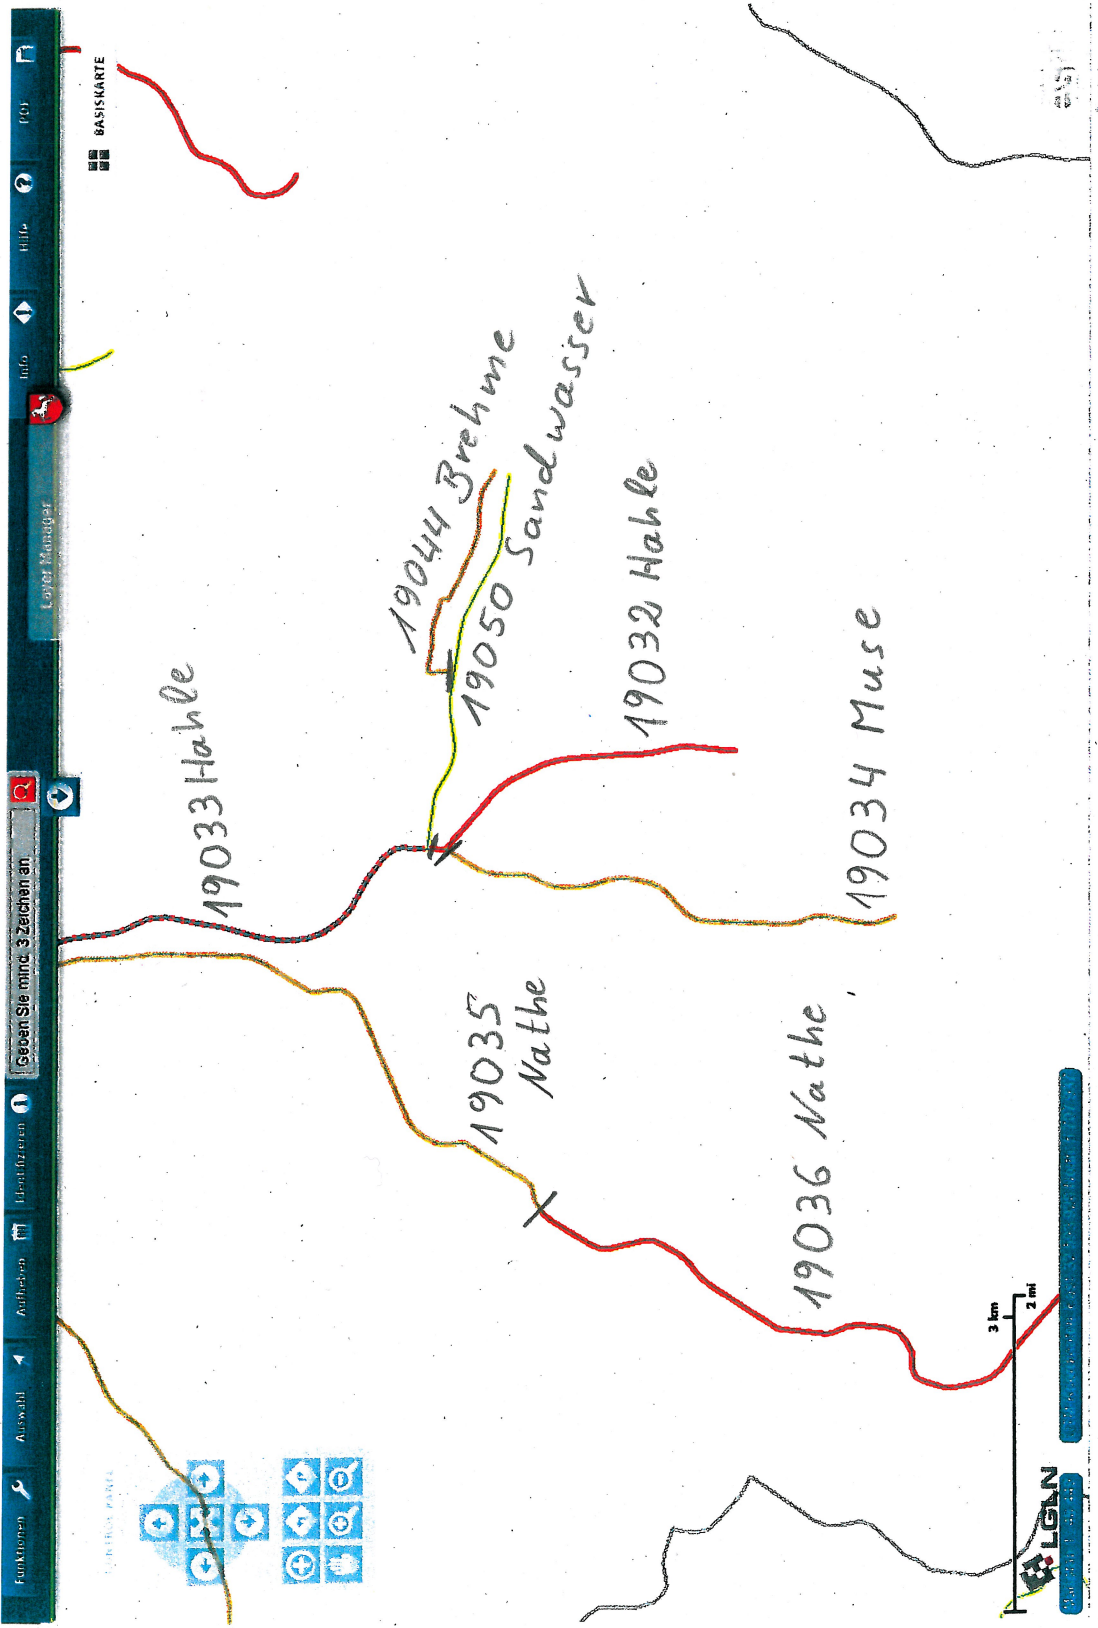 Funktionen
Auswahl
Aufheben
Identifizieren
Geben Sie mind. 3 Zeichen an
Layer Manager
Info
Hilfe
PDF
BASISKARTE
19033 Hahle
19044 Brehme
19050 Sandwasser
19032 Hahle
19034 Muse
19035
Nathe
19036 Nathe
3 km
2 mi
LGLN